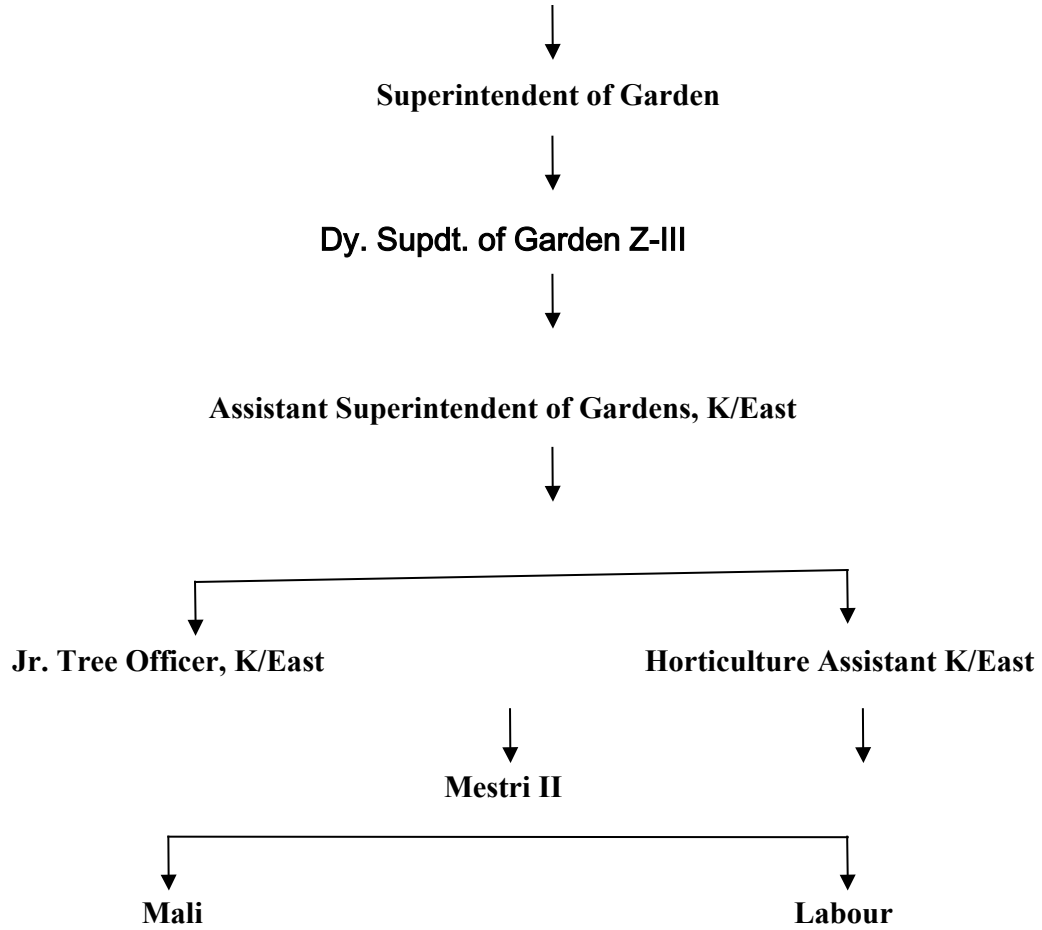 Superintendent of Garden
Dy. Supdt. of Garden Z-III
Assistant Superintendent of Gardens, K/East
Jr. Tree Officer, K/East
Horticulture Assistant K/East
Mestri II
Mali
Labour